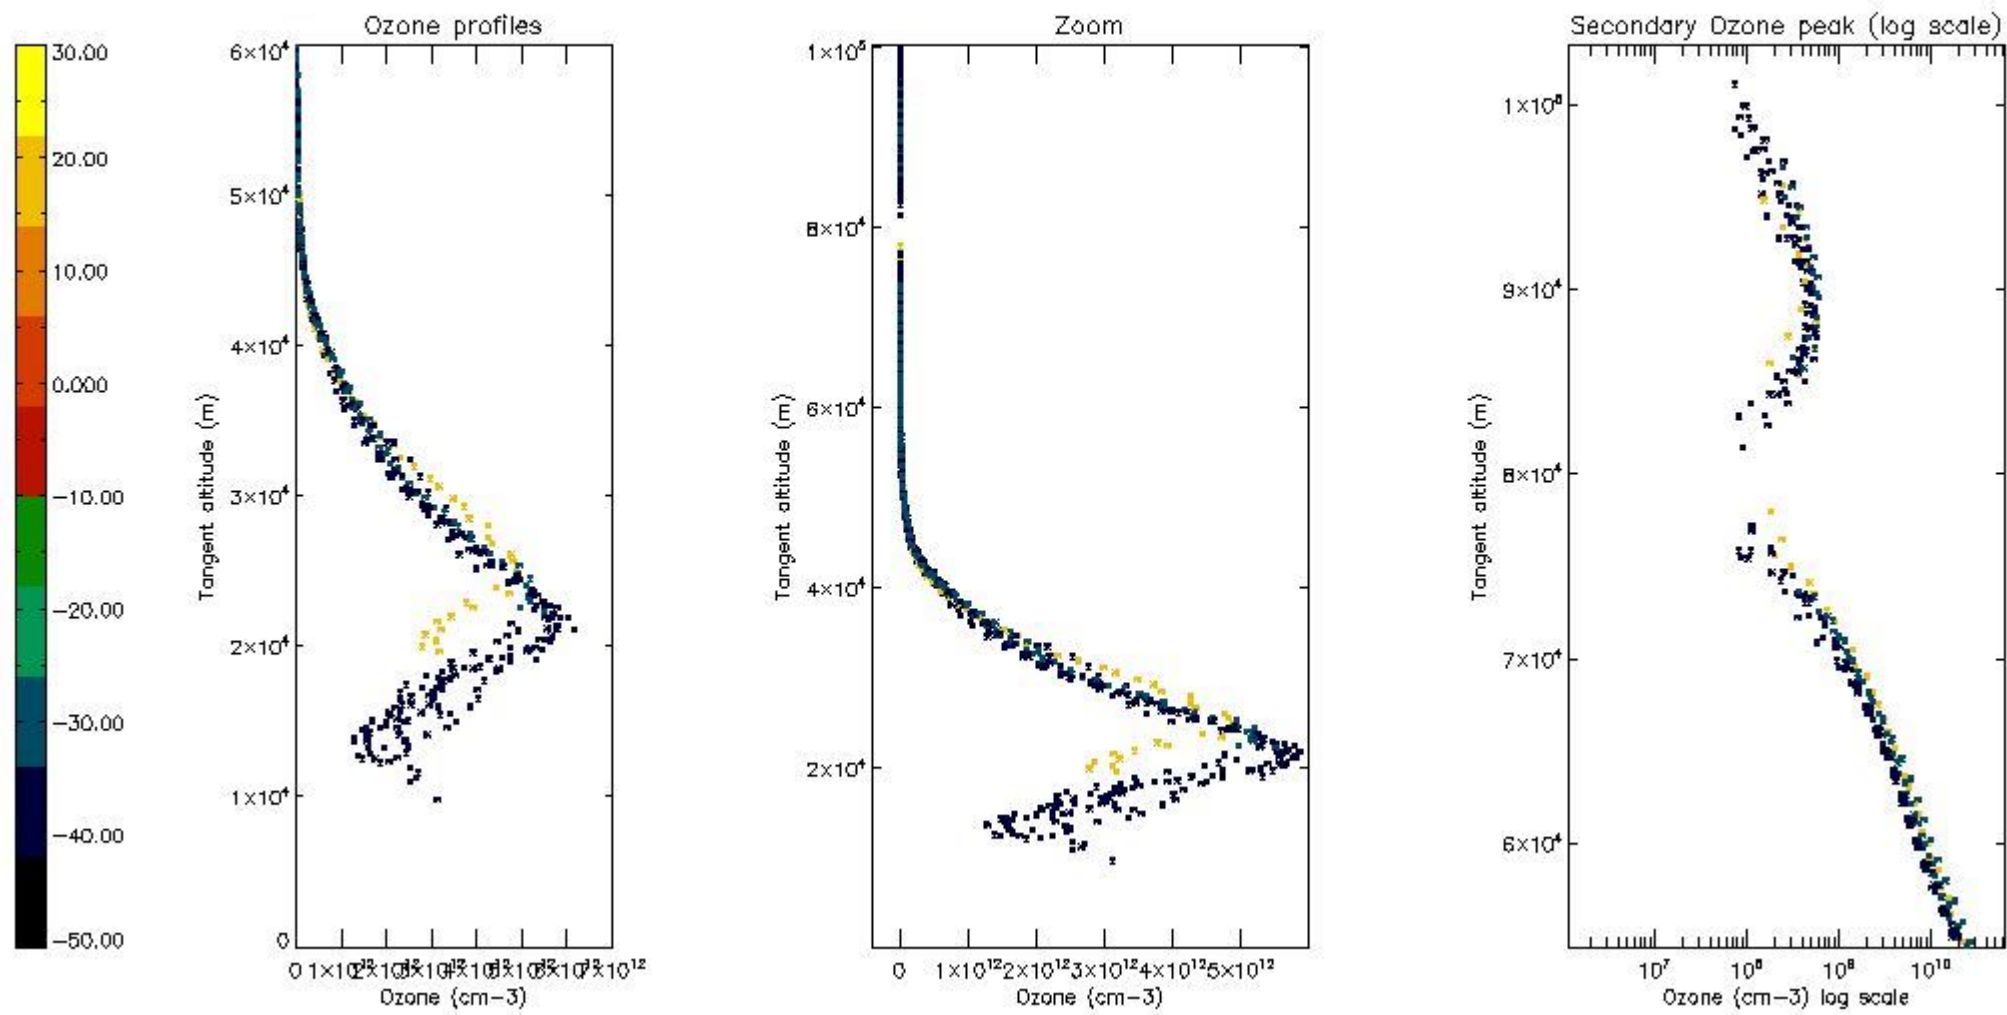 Ozone profiles
Zoom
Secondary Ozone peak (log scale)
30.00
20.00
10.00
0.000
−10.00
−20.00
−30.00
−40.00
−50.00
6×10⁴
5×10⁴
4×10⁴
3×10⁴
2×10⁴
1×10⁴
0
Tangent altitude (m)
Ozone (cm−3)
1×10⁵
8×10⁴
6×10⁴
4×10⁴
2×10⁴
Tangent altitude (m)
0 1×10¹² 2×10¹² 3×10¹² 4×10¹² 5×10¹²
Ozone (cm−3)
9×10⁴
8×10⁴
7×10⁴
6×10⁴
Tangent altitude (m)
10⁷ 10⁸ 10⁹ 10¹⁰
Ozone (cm−3) log scale